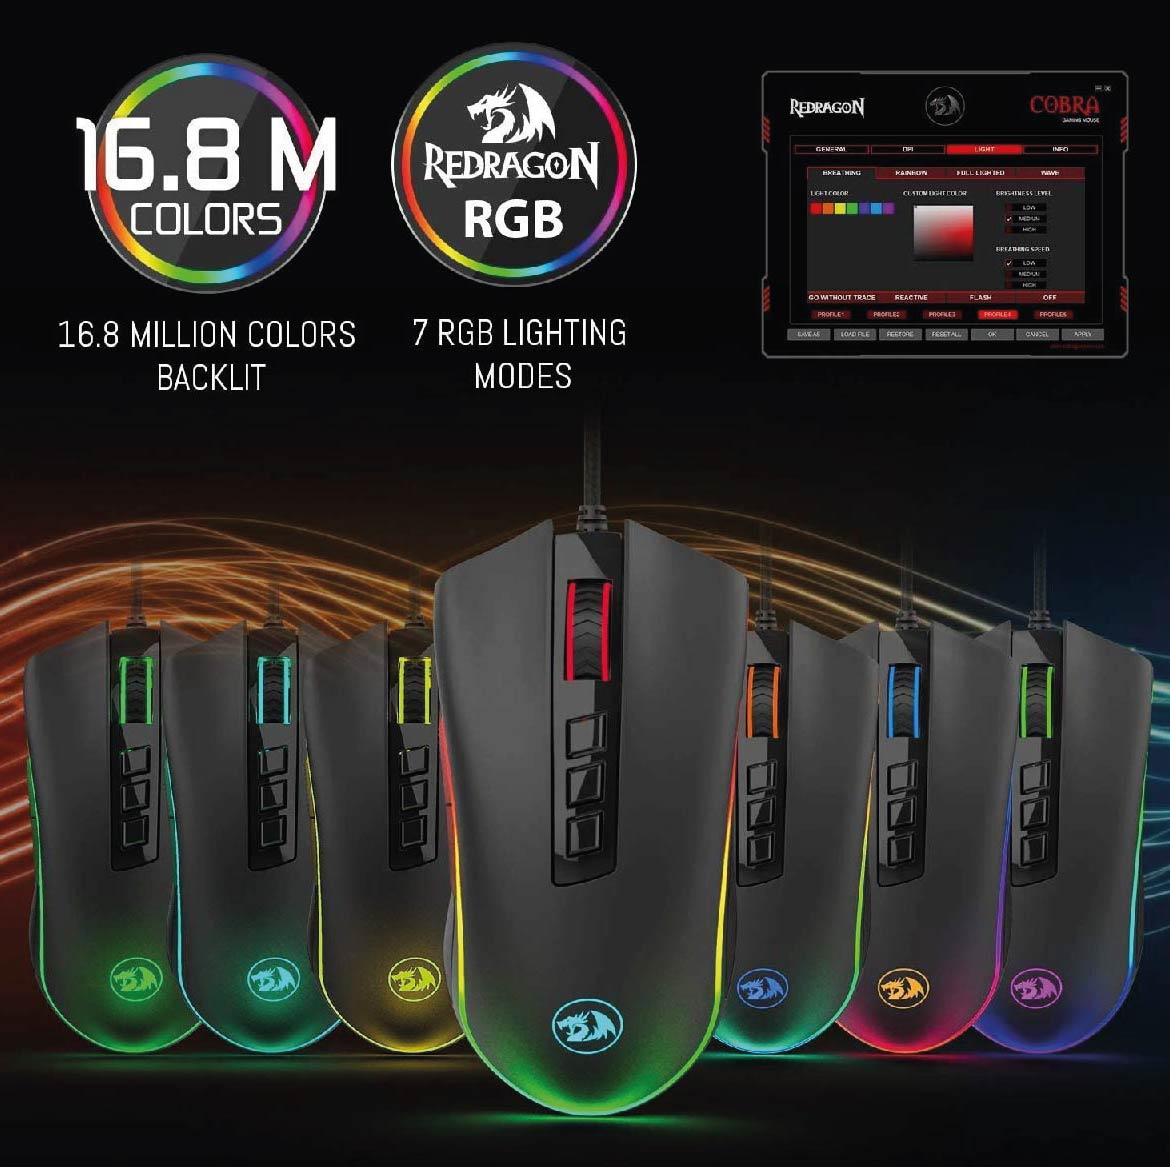 16.8 M
COLORS
REDRAGON
RGB
16.8 MILLION COLORS
BACKLIT
7 RGB LIGHTING
MODES
REDRAGON
COBRA
GAMING MOUSE
GENERAL DPI LIGHT INFO
BREATHING RAINBOW FULL LIGHTED WAVE
LIGHT COLOR CUSTOM LIGHT COLOR BRIGHTNESS LEVEL
LOW
MEDIUM
HIGH
BREATHING SPEED
LOW
MEDIUM
HIGH
GO WITHOUT TRACE REACTIVE FLASH OFF
PROFILE1 PROFILE2 PROFILE3 PROFILE4 PROFILE5
SAVE AS LOAD FILE RESTORE RESET ALL OK CANCEL APPLY